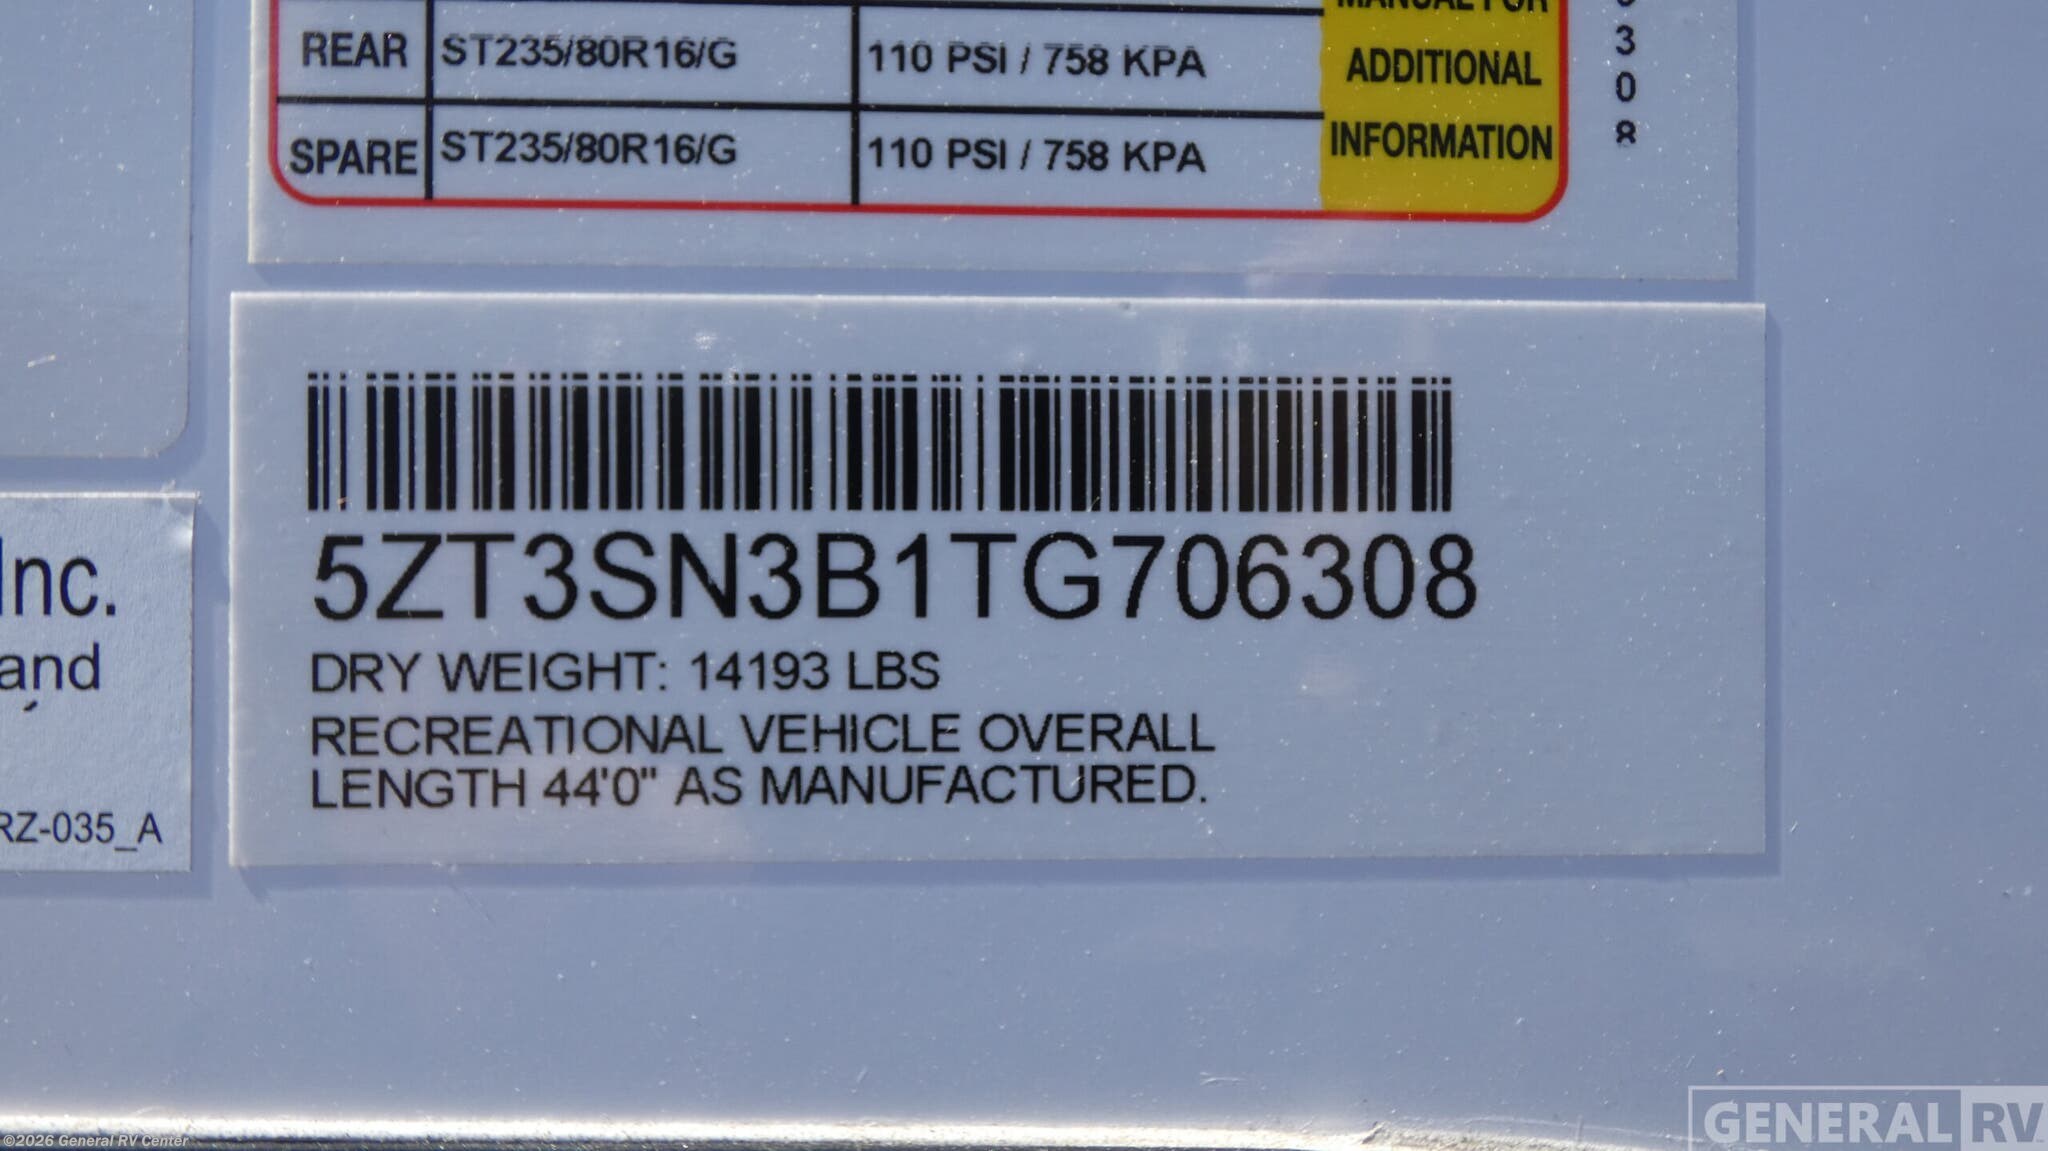 MANUAL FOR
REAR ST235/80R16/G 110 PSI / 758 KPA
ADDITIONAL
SPARE ST235/80R16/G 110 PSI / 758 KPA
INFORMATION
3
0
8
5ZT3SN3B1TG706308
DRY WEIGHT: 14193 LBS
RECREATIONAL VEHICLE OVERALL
LENGTH 44'0" AS MANUFACTURED.
Inc.
and
RZ-035_A
©2026 General RV Center
GENERAL RV